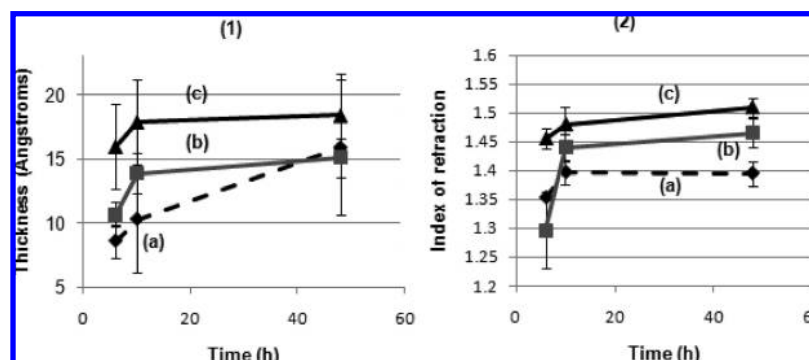 (1)
Thickness (Angstroms)
20
15
10
5
0
20
40
60
Time (h)
(c)
(b)
(a)
(2)
Index of refraction
1.6
1.55
1.5
1.45
1.4
1.35
1.3
1.25
1.2
0
20
40
Time (h)
(c)
(b)
(a)